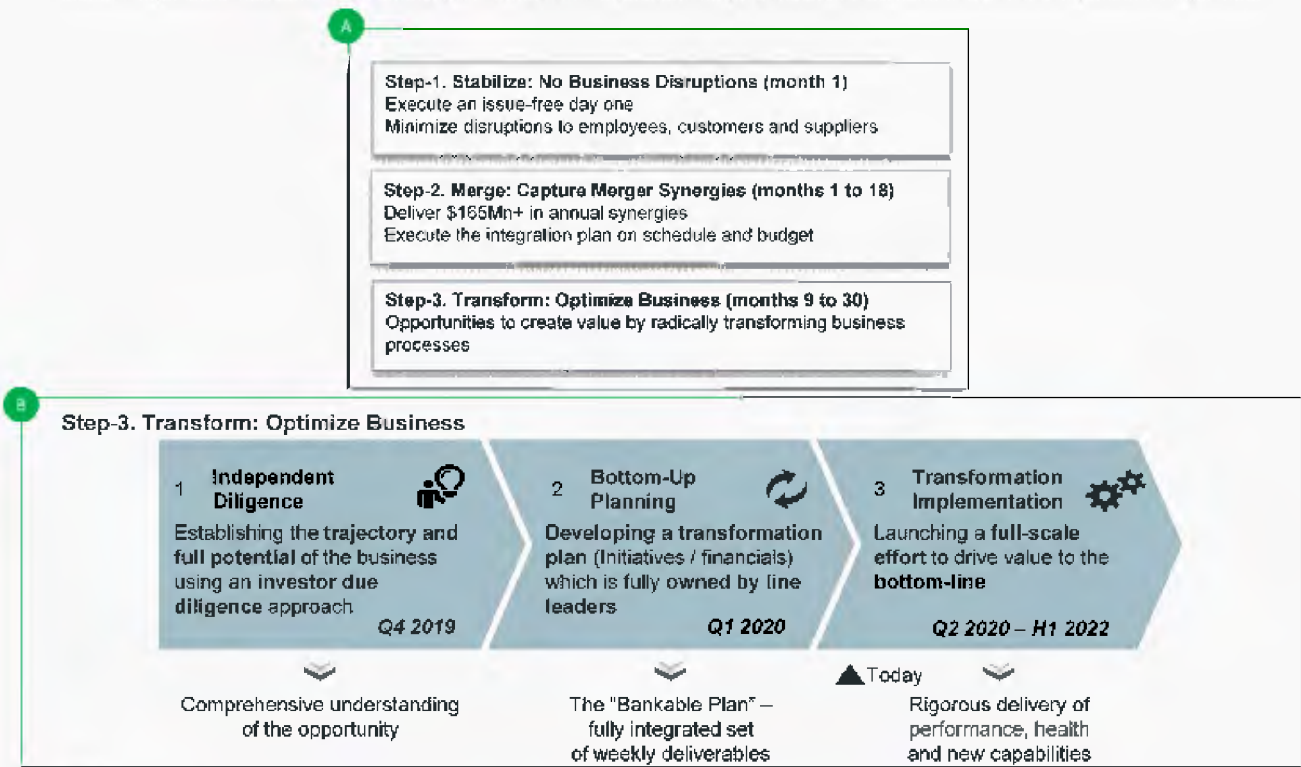 A
Step-1. Stabilize: No Business Disruptions (month 1)
Execute an issue-free day one
Minimize disruptions to employees, customers and suppliers
Step-2. Merge: Capture Merger Synergies (months 1 to 18)
Deliver $165Mn+ in annual synergies
Execute the integration plan on schedule and budget
Step-3. Transform: Optimize Business (months 9 to 30)
Opportunities to create value by radically transforming business
processes
B
Step-3. Transform: Optimize Business
1 Independent
Diligence
Establishing the trajectory and
full potential of the business
using an investor due
diligence approach
Q4 2019
Comprehensive understanding
of the opportunity
2 Bottom-Up
Planning
Developing a transformation
plan (Initiatives / financials)
which is fully owned by line
leaders
Q1 2020
The "Bankable Plan" –
fully integrated set
of weekly deliverables
3 Transformation
Implementation
Launching a full-scale
effort to drive value to the
bottom-line
Q2 2020 – H1 2022
Today
Rigorous delivery of
performance, health
and new capabilities